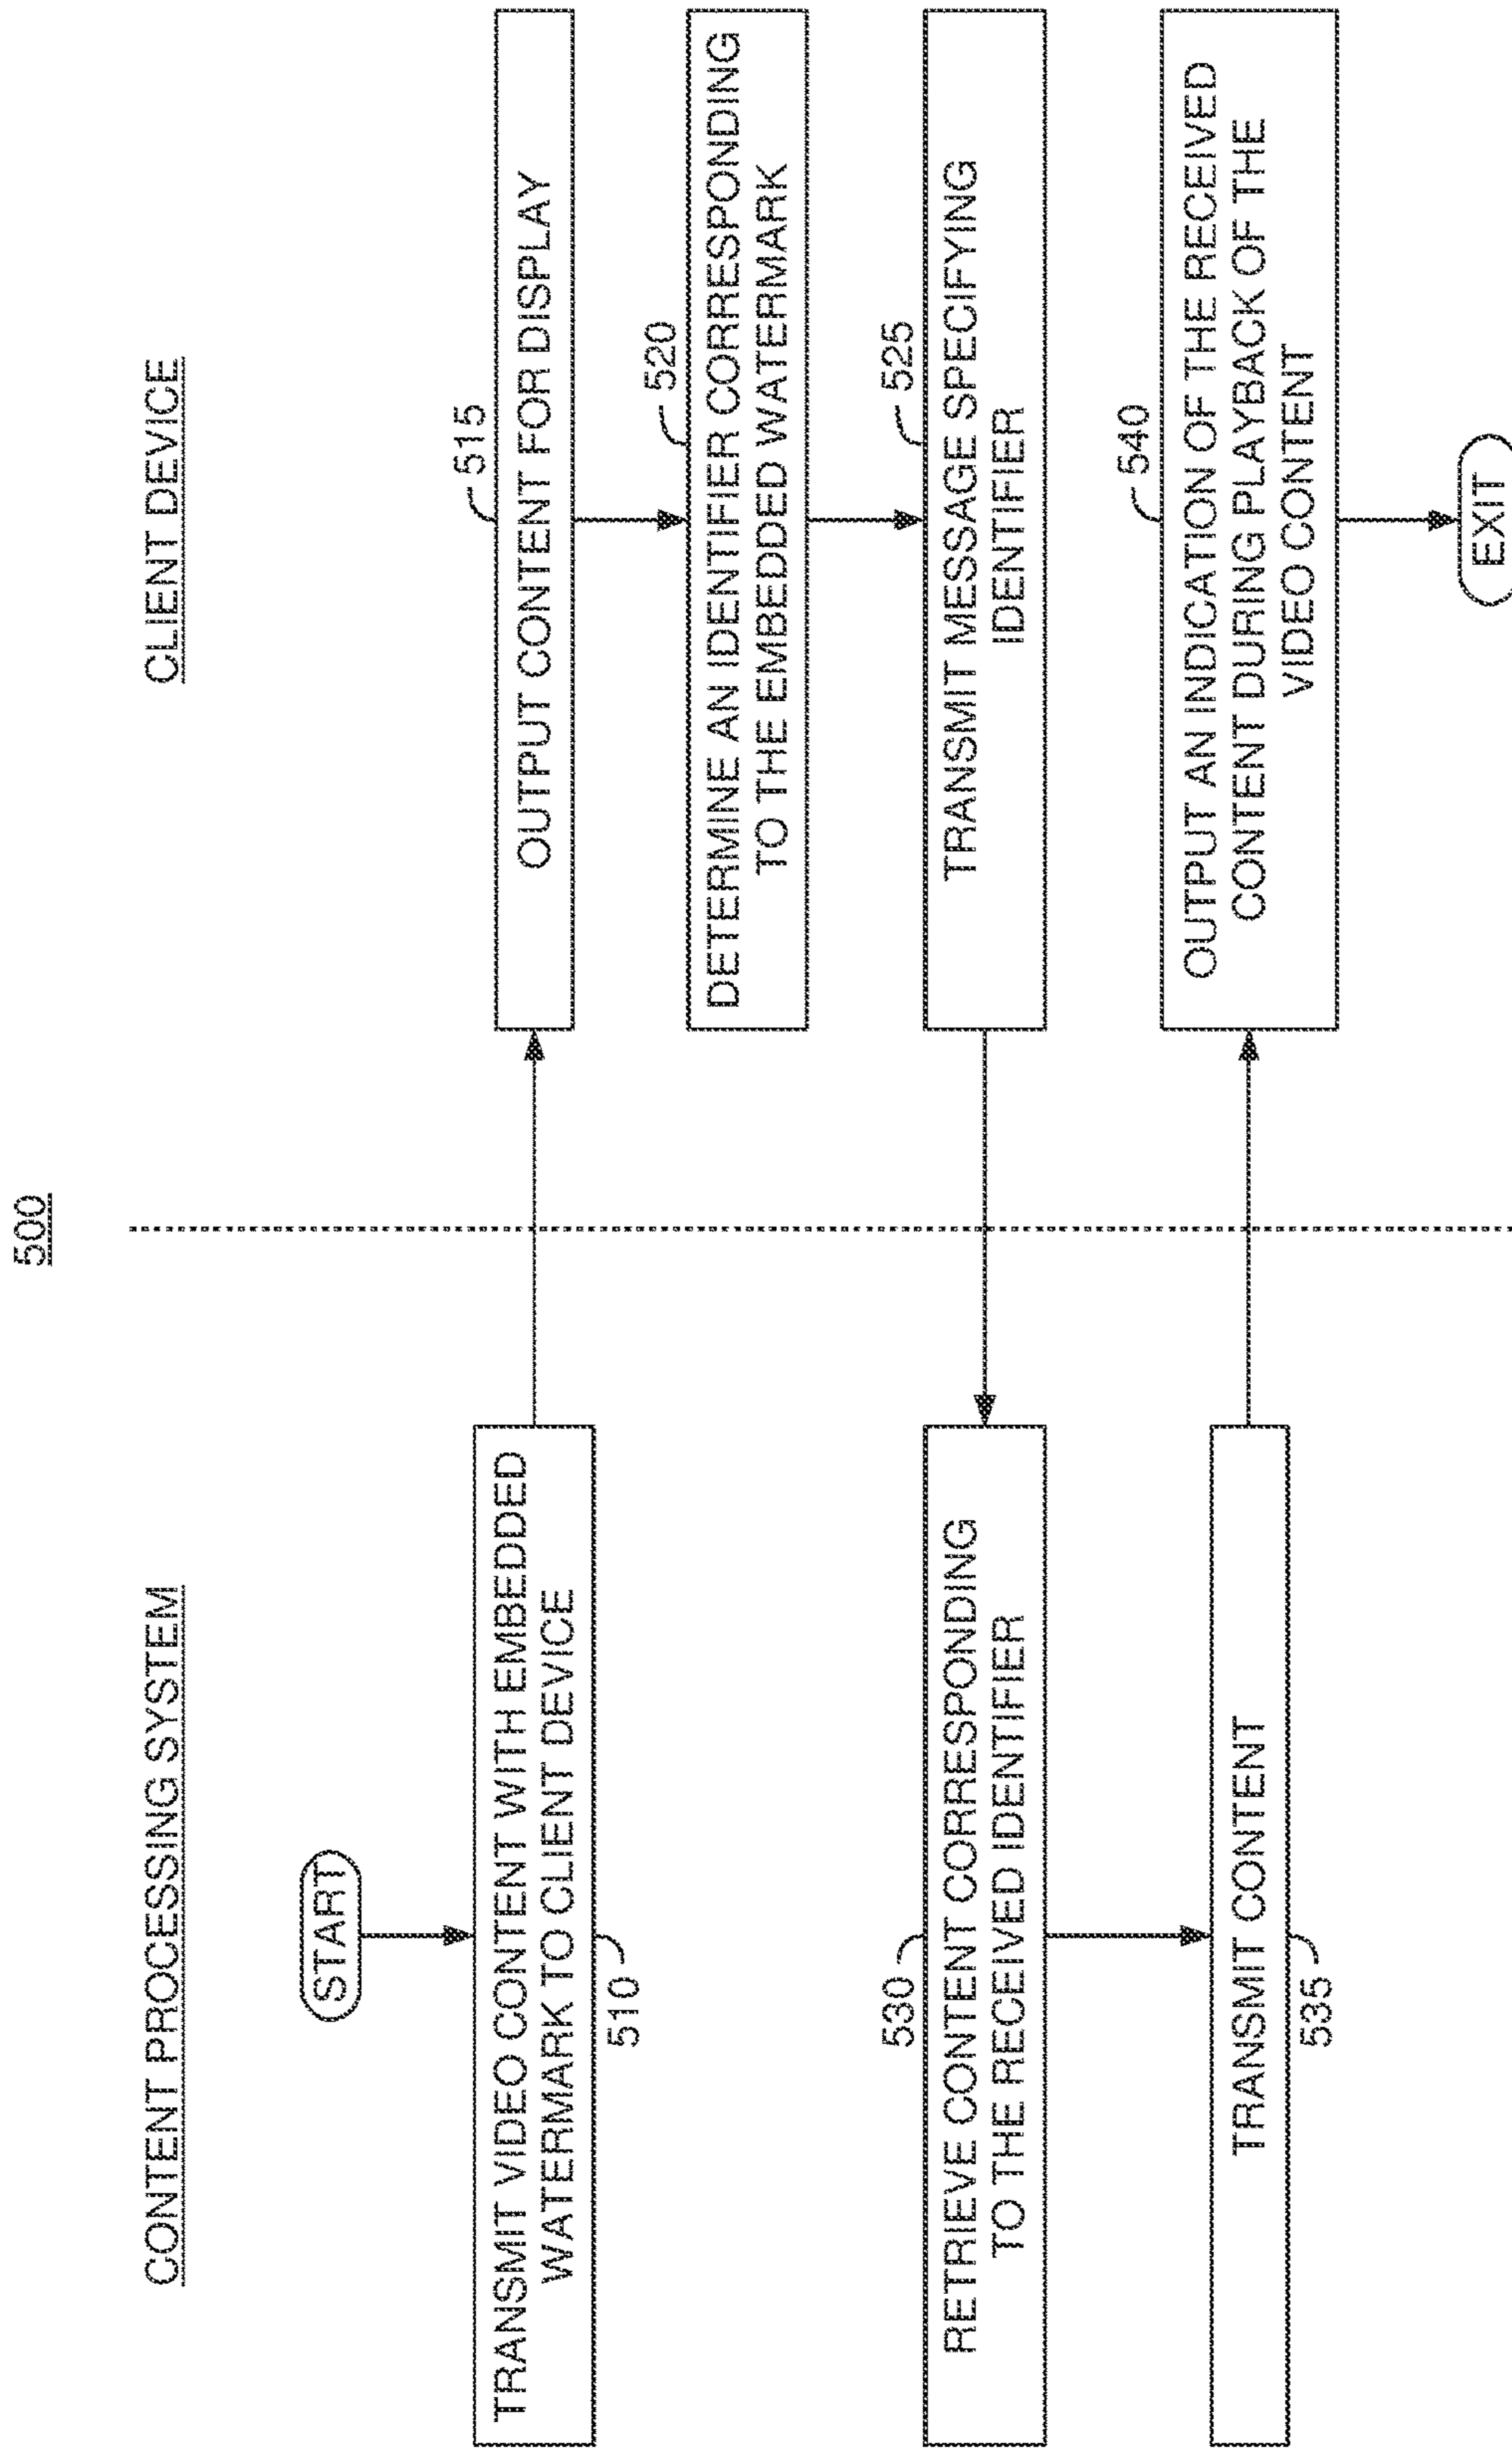 500
CONTENT PROCESSING SYSTEM
CLIENT DEVICE
START
TRANSMIT VIDEO CONTENT WITH EMBEDDED
WATERMARK TO CLIENT DEVICE
510
515
OUTPUT CONTENT FOR DISPLAY
520
DETERMINE AN IDENTIFIER CORRESPONDING
TO THE EMBEDDED WATERMARK
525
TRANSMIT MESSAGE SPECIFYING
IDENTIFIER
530
RETRIEVE CONTENT CORRESPONDING
TO THE RECEIVED IDENTIFIER
TRANSMIT CONTENT
535
540
OUTPUT AN INDICATION OF THE RECEIVED
CONTENT DURING PLAYBACK OF THE
VIDEO CONTENT
EXIT